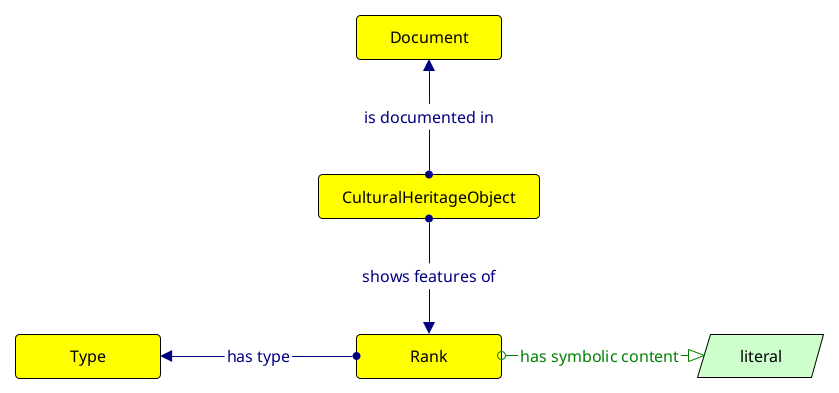 Document
is documented in
CulturalHeritageObject
shows features of
Type
has type
Rank
has symbolic content
literal